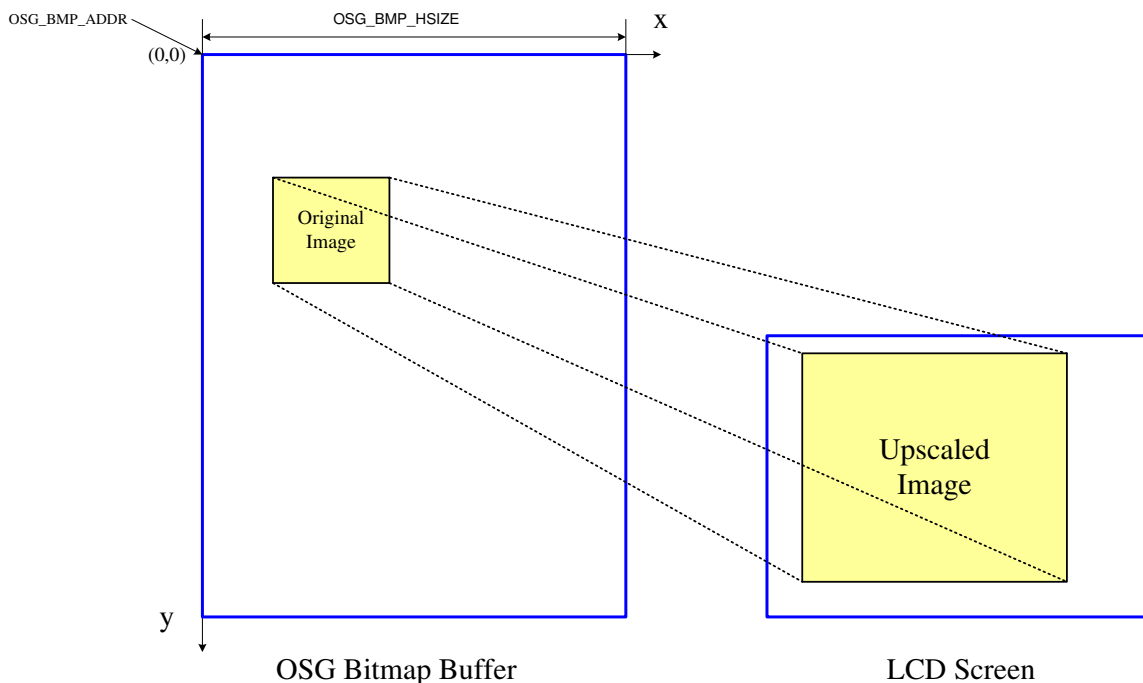 OSG_BMP_ADDR
OSG_BMP_HSIZE
x
(0,0)
Original
Image
Upscaled
Image
y
OSG Bitmap Buffer
LCD Screen